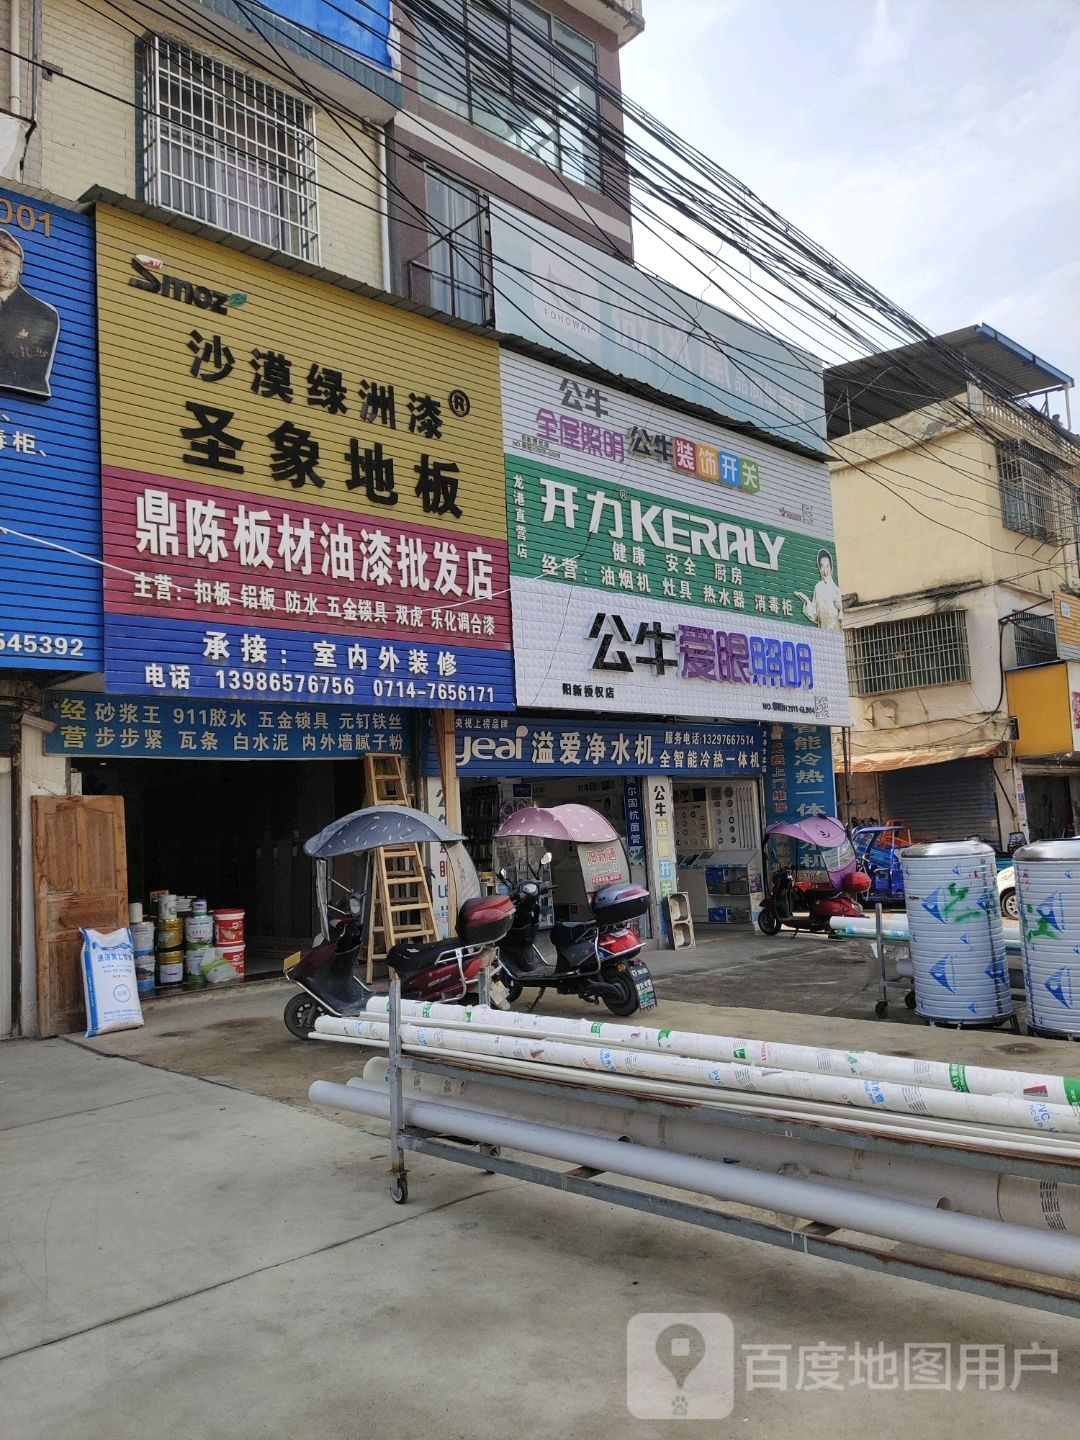 001
545392
Smoz
沙漠绿洲漆®
圣象地板
鼎陈板材油漆批发店
主营：扣板 铝板 防水 五金锁具 双虎 乐化调合漆
承接：室内外装修
电话 13986576756 0714-7656171
经营
砂浆王 911胶水 五金锁具 元钉铁丝
步步紧 瓦条 白水泥 内外墙腻子粉
FOHOWAY
公牛
全屋照明
公牛装饰开关
龙港直营店
开力®KERALY
健康 安全 厨房
经营：油烟机 灶具 热水器 消毒柜
公牛爱眼照明
阳新授权店
央视上榜品牌
yeai 溢爱净水机
服务电话:13297667514
全智能冷热一体机
公牛装饰开关
百度地图用户